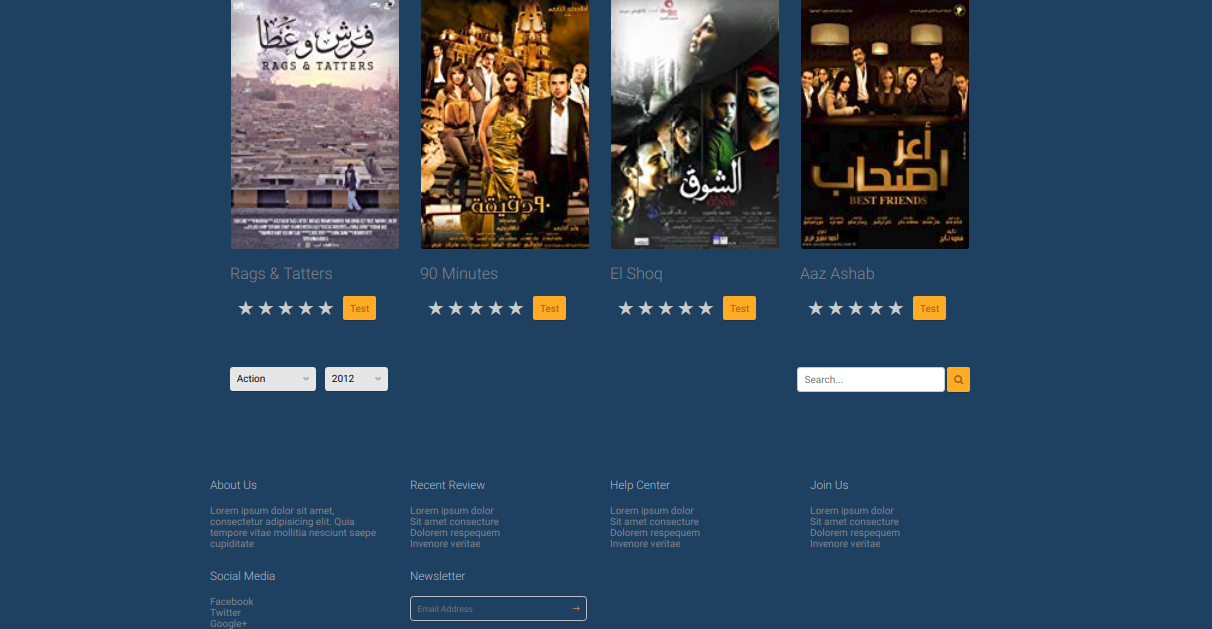 فرش وغطا
RAGS & TATTERS
٩٠ دقيقة
الشوق
أعز
اصحاب
BEST FRIENDS
Rags & Tatters
90 Minutes
El Shoq
Aaz Ashab
Test
Test
Test
Test
Action
2012
Search...
About Us
Recent Review
Help Center
Join Us
Lorem ipsum dolor sit amet,
consectetur adipisicing elit. Quia
tempore vitae mollitia nesciunt saepe
cupiditate
Lorem ipsum dolor
Sit amet consecture
Dolorem respequem
Invenore veritae
Lorem ipsum dolor
Sit amet consecture
Dolorem respequem
Invenore veritae
Lorem ipsum dolor
Sit amet consecture
Dolorem respequem
Invenore veritae
Social Media
Newsletter
Facebook
Twitter
Google+
Email Address